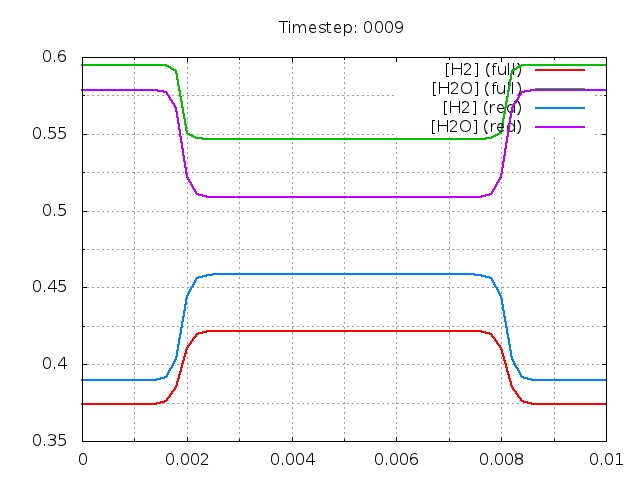 Timestep: 0009
0.6
0.55
0.5
0.45
0.4
0.35
[H2] (full)
[H2O] (full)
[H2] (red)
[H2O] (red)
0 0.002 0.004 0.006 0.008 0.01